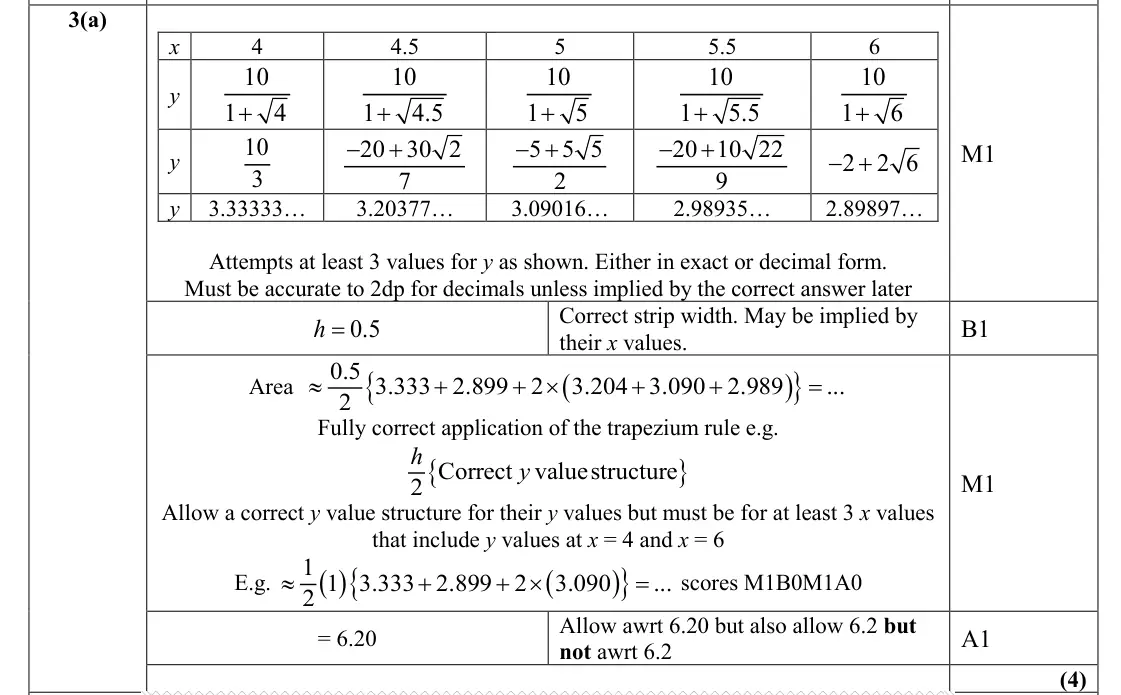 3(a)
x 4 4.5 5 5.5 6
y 10/(1+√4) 10/(1+√4.5) 10/(1+√5) 10/(1+√5.5) 10/(1+√6)
y 10/3 (−20+30√2)/7 (−5+5√5)/2 (−20+10√22)/9 −2+2√6
y 3.33333… 3.20377… 3.09016… 2.98935… 2.89897…
M1
Attempts at least 3 values for y as shown. Either in exact or decimal form.
Must be accurate to 2dp for decimals unless implied by the correct answer later
h = 0.5
Correct strip width. May be implied by
their x values.
B1
Area ≈ 0.5/2 {3.333 + 2.899 + 2×(3.204 + 3.090 + 2.989)} = ...
Fully correct application of the trapezium rule e.g.
h/2 {Correct y value structure}
Allow a correct y value structure for their y values but must be for at least 3 x values
that include y values at x = 4 and x = 6
E.g. ≈ 1/2 (1){3.333 + 2.899 + 2×(3.090)} = ... scores M1B0M1A0
M1
= 6.20
Allow awrt 6.20 but also allow 6.2 but
not awrt 6.2
A1
(4)